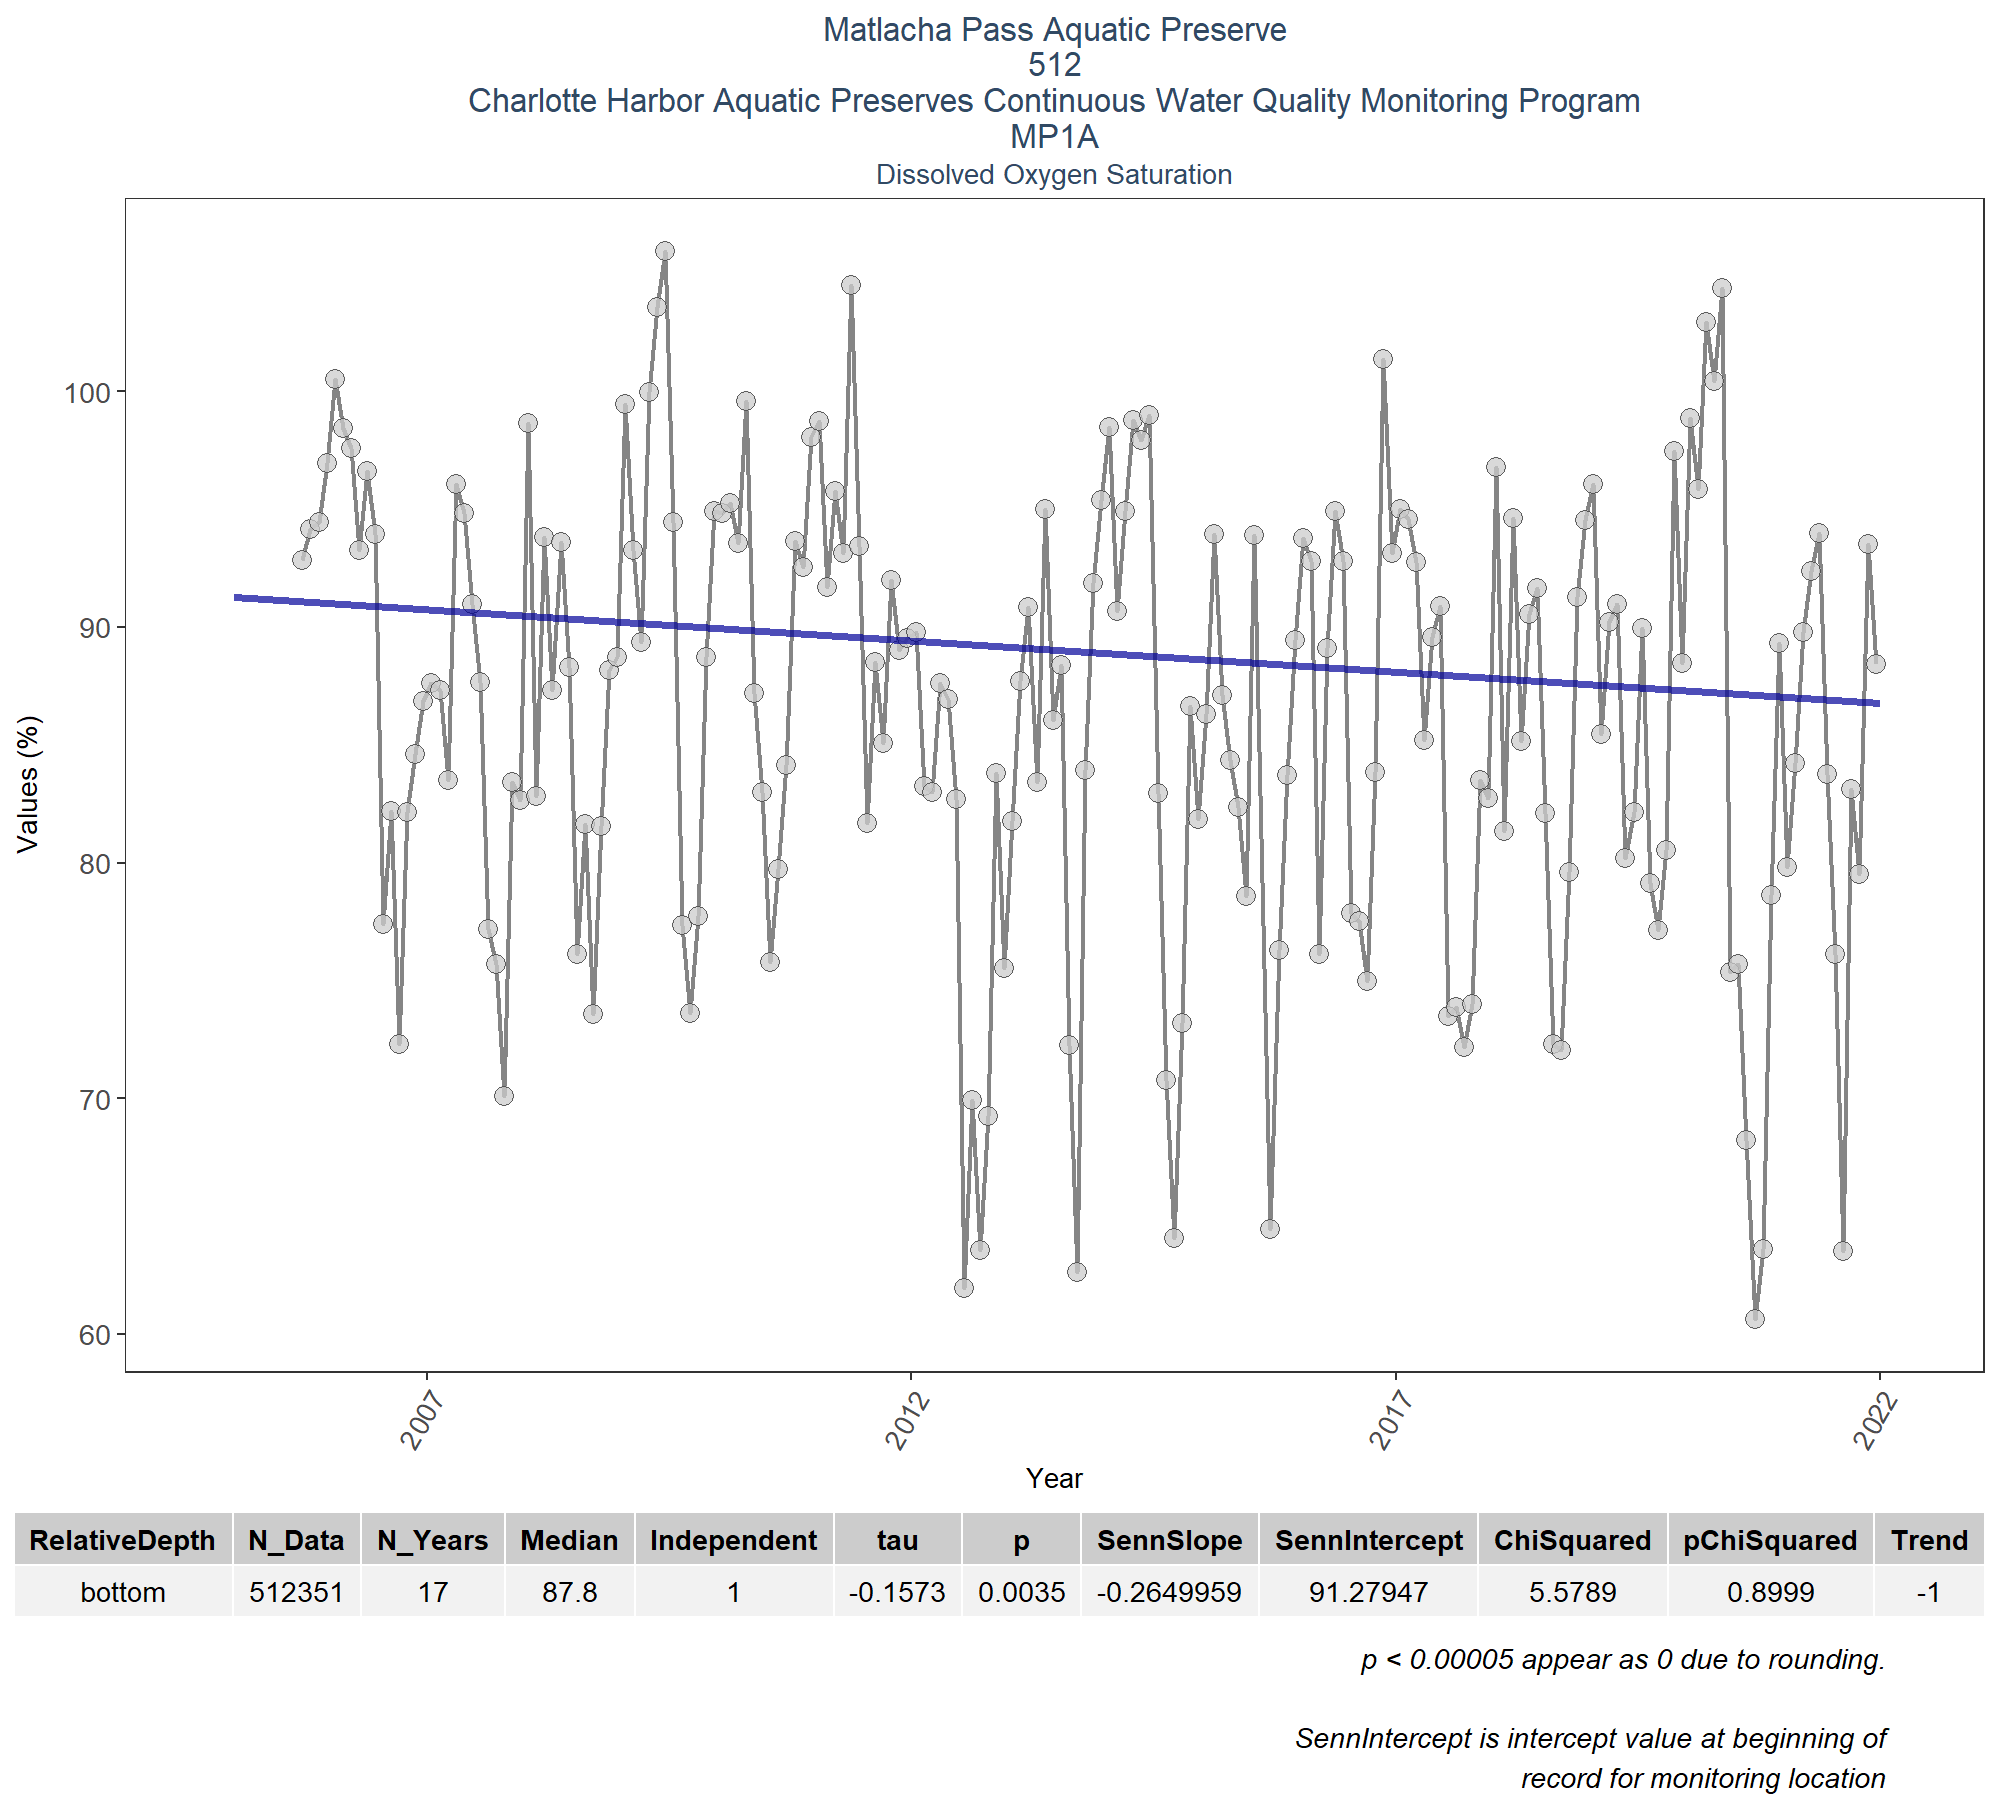 Matlacha Pass Aquatic Preserve
512
Charlotte Harbor Aquatic Preserves Continuous Water Quality Monitoring Program
MP1A
Dissolved Oxygen Saturation
100
90
80
70
60
Values (%)
2007
2012
2017
2022
Year
RelativeDepth N_Data N_Years Median Independent tau p SennSlope SennIntercept ChiSquared pChiSquared Trend
bottom 512351 17 87.8 1 -0.1573 0.0035 -0.2649959 91.27947 5.5789 0.8999 -1
p < 0.00005 appear as 0 due to rounding.
SennIntercept is intercept value at beginning of
record for monitoring location